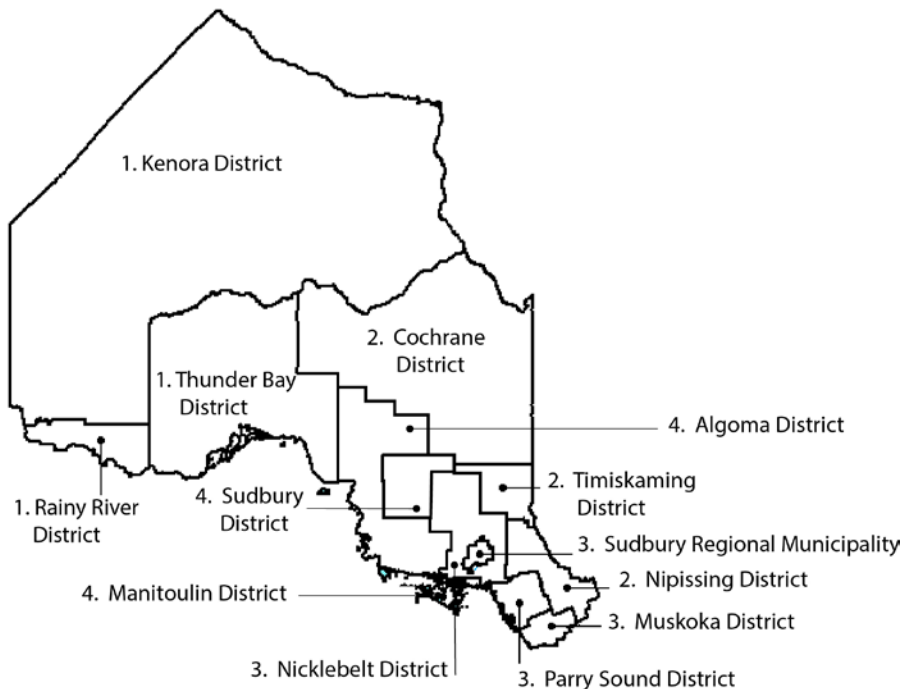 1. Kenora District
2. Cochrane
District
1. Thunder Bay
District
4. Algoma District
4. Sudbury
District
2. Timiskaming
District
1. Rainy River
District
3. Sudbury Regional Municipality
2. Nipissing District
4. Manitoulin District
3. Muskoka District
3. Nicklebelt District
3. Parry Sound District